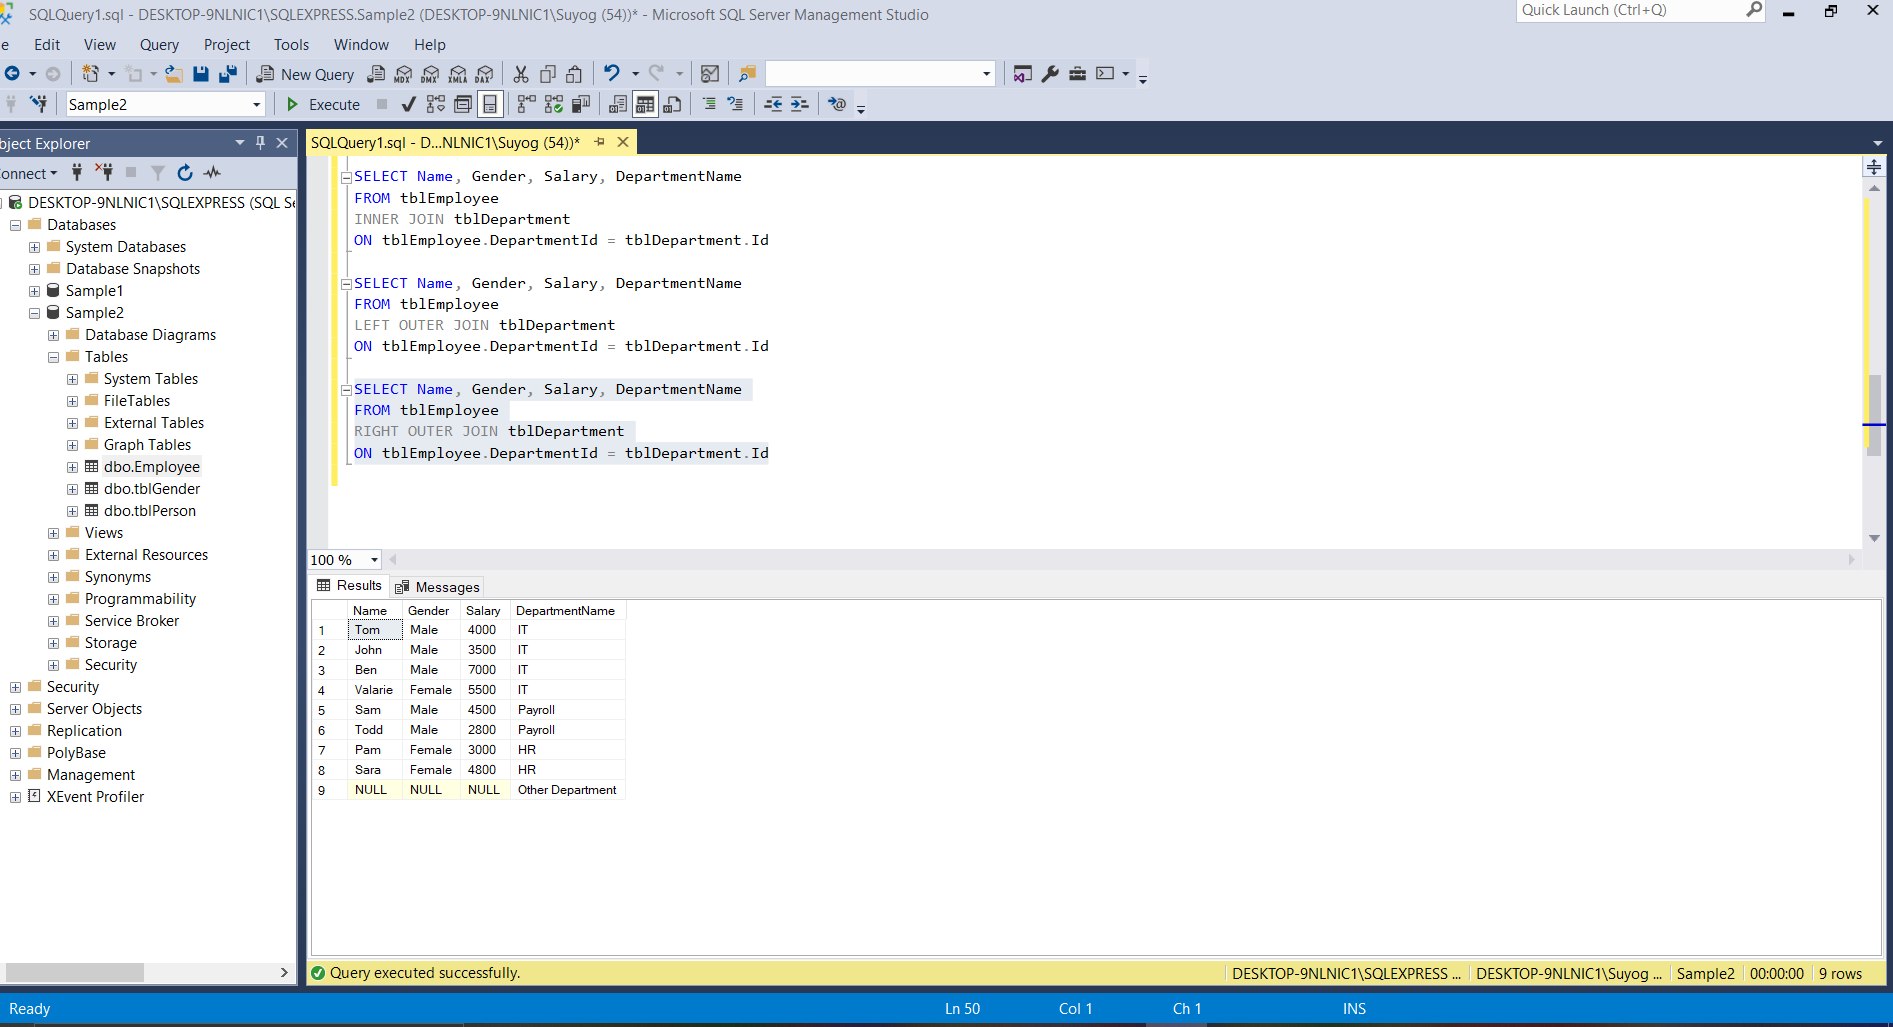 SQLQuery1.sql - DESKTOP-9NLNIC1\SQLEXPRESS.Sample2 (DESKTOP-9NLNIC1\Suyog (54))* - Microsoft SQL Server Management Studio
Quick Launch (Ctrl+Q)
e Edit View Query Project Tools Window Help
New Query MDX DMX XMLA DAX
Sample2 Execute
bject Explorer
onnect
DESKTOP-9NLNIC1\SQLEXPRESS (SQL Se
Databases
System Databases
Database Snapshots
Sample1
Sample2
Database Diagrams
Tables
System Tables
FileTables
External Tables
Graph Tables
dbo.Employee
dbo.tblGender
dbo.tblPerson
Views
External Resources
Synonyms
Programmability
Service Broker
Storage
Security
Security
Server Objects
Replication
PolyBase
Management
XEvent Profiler
SQLQuery1.sql - D...NLNIC1\Suyog (54))*
SELECT Name, Gender, Salary, DepartmentName
FROM tblEmployee
INNER JOIN tblDepartment
ON tblEmployee.DepartmentId = tblDepartment.Id
SELECT Name, Gender, Salary, DepartmentName
FROM tblEmployee
LEFT OUTER JOIN tblDepartment
ON tblEmployee.DepartmentId = tblDepartment.Id
SELECT Name, Gender, Salary, DepartmentName
FROM tblEmployee
RIGHT OUTER JOIN tblDepartment
ON tblEmployee.DepartmentId = tblDepartment.Id
100 %
Results Messages
Name Gender Salary DepartmentName
1 Tom Male 4000 IT
2 John Male 3500 IT
3 Ben Male 7000 IT
4 Valarie Female 5500 IT
5 Sam Male 4500 Payroll
6 Todd Male 2800 Payroll
7 Pam Female 3000 HR
8 Sara Female 4800 HR
9 NULL NULL NULL Other Department
Query executed successfully. DESKTOP-9NLNIC1\SQLEXPRESS ... DESKTOP-9NLNIC1\Suyog ... Sample2 00:00:00 9 rows
Ready Ln 50 Col 1 Ch 1 INS